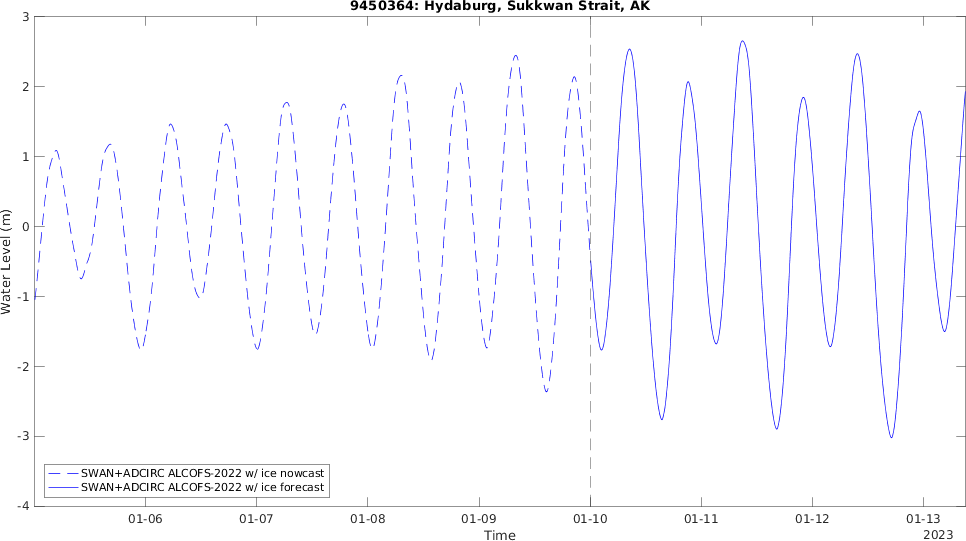 9450364: Hydaburg, Sukkwan Strait, AK
3
2
1
0
-1
-2
-3
-4
Water Level (m)
SWAN+ADCIRC ALCOFS-2022 w/ ice nowcast
SWAN+ADCIRC ALCOFS-2022 w/ ice forecast
01-06 01-07 01-08 01-09 01-10 01-11 01-12 01-13
Time
2023